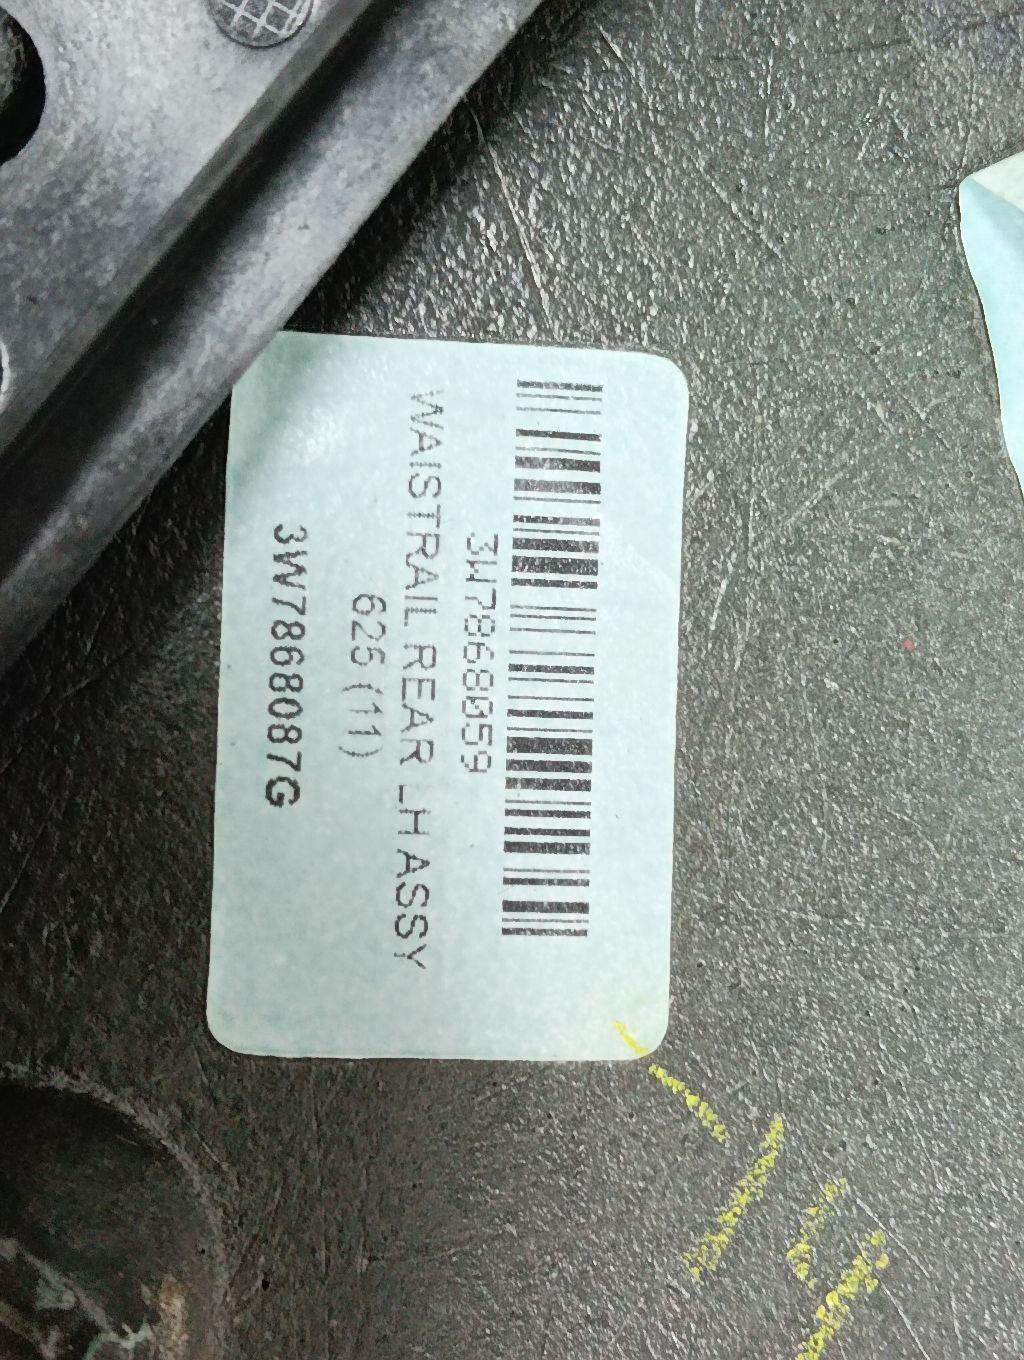 3W7868059
WAISTRAIL REAR LH ASSY
625 (11)
3W7868087G